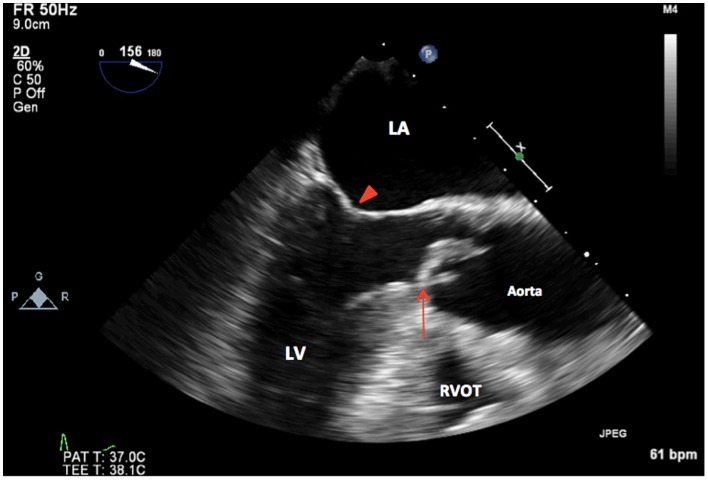 FR 50Hz
9.0cm
M4
2D
60%
C 50
P Off
Gen
0 156 180
P
LA
X
G
P R
Aorta
LV
RVOT
JPEG
PAT T: 37.0C
TEE T: 38.1C
61 bpm